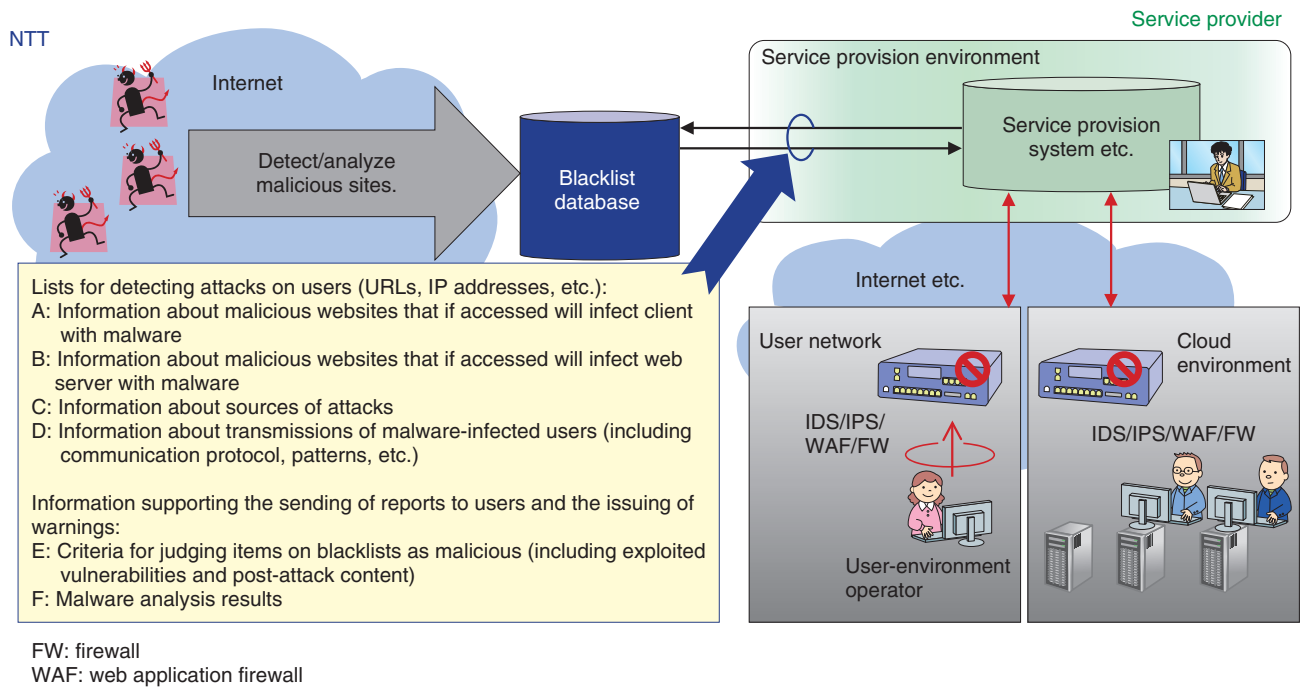 NTT
Internet
Detect/analyze
malicious sites.
Blacklist
database
Service provider
Service provision environment
Service provision
system etc.
Internet etc.
User network
IDS/IPS/
WAF/FW
User-environment
operator
Cloud
environment
IDS/IPS/WAF/FW
Lists for detecting attacks on users (URLs, IP addresses, etc.):
A: Information about malicious websites that if accessed will infect client
with malware
B: Information about malicious websites that if accessed will infect web
server with malware
C: Information about sources of attacks
D: Information about transmissions of malware-infected users (including
communication protocol, patterns, etc.)
Information supporting the sending of reports to users and the issuing of
warnings:
E: Criteria for judging items on blacklists as malicious (including exploited
vulnerabilities and post-attack content)
F: Malware analysis results
FW: firewall
WAF: web application firewall